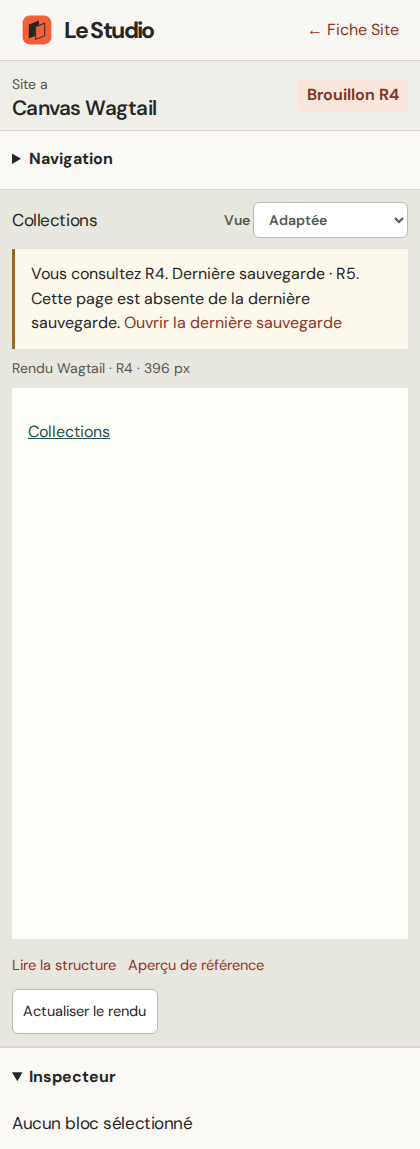 Le Studio
← Fiche Site
Site a
Canvas Wagtail
Brouillon R4
▶ Navigation
Collections
Vue
Adaptée
Vous consultez R4. Dernière sauvegarde · R5.
Cette page est absente de la dernière
sauvegarde. Ouvrir la dernière sauvegarde
Rendu Wagtail · R4 · 396 px
Collections
Lire la structure
Aperçu de référence
Actualiser le rendu
▼ Inspecteur
Aucun bloc sélectionné